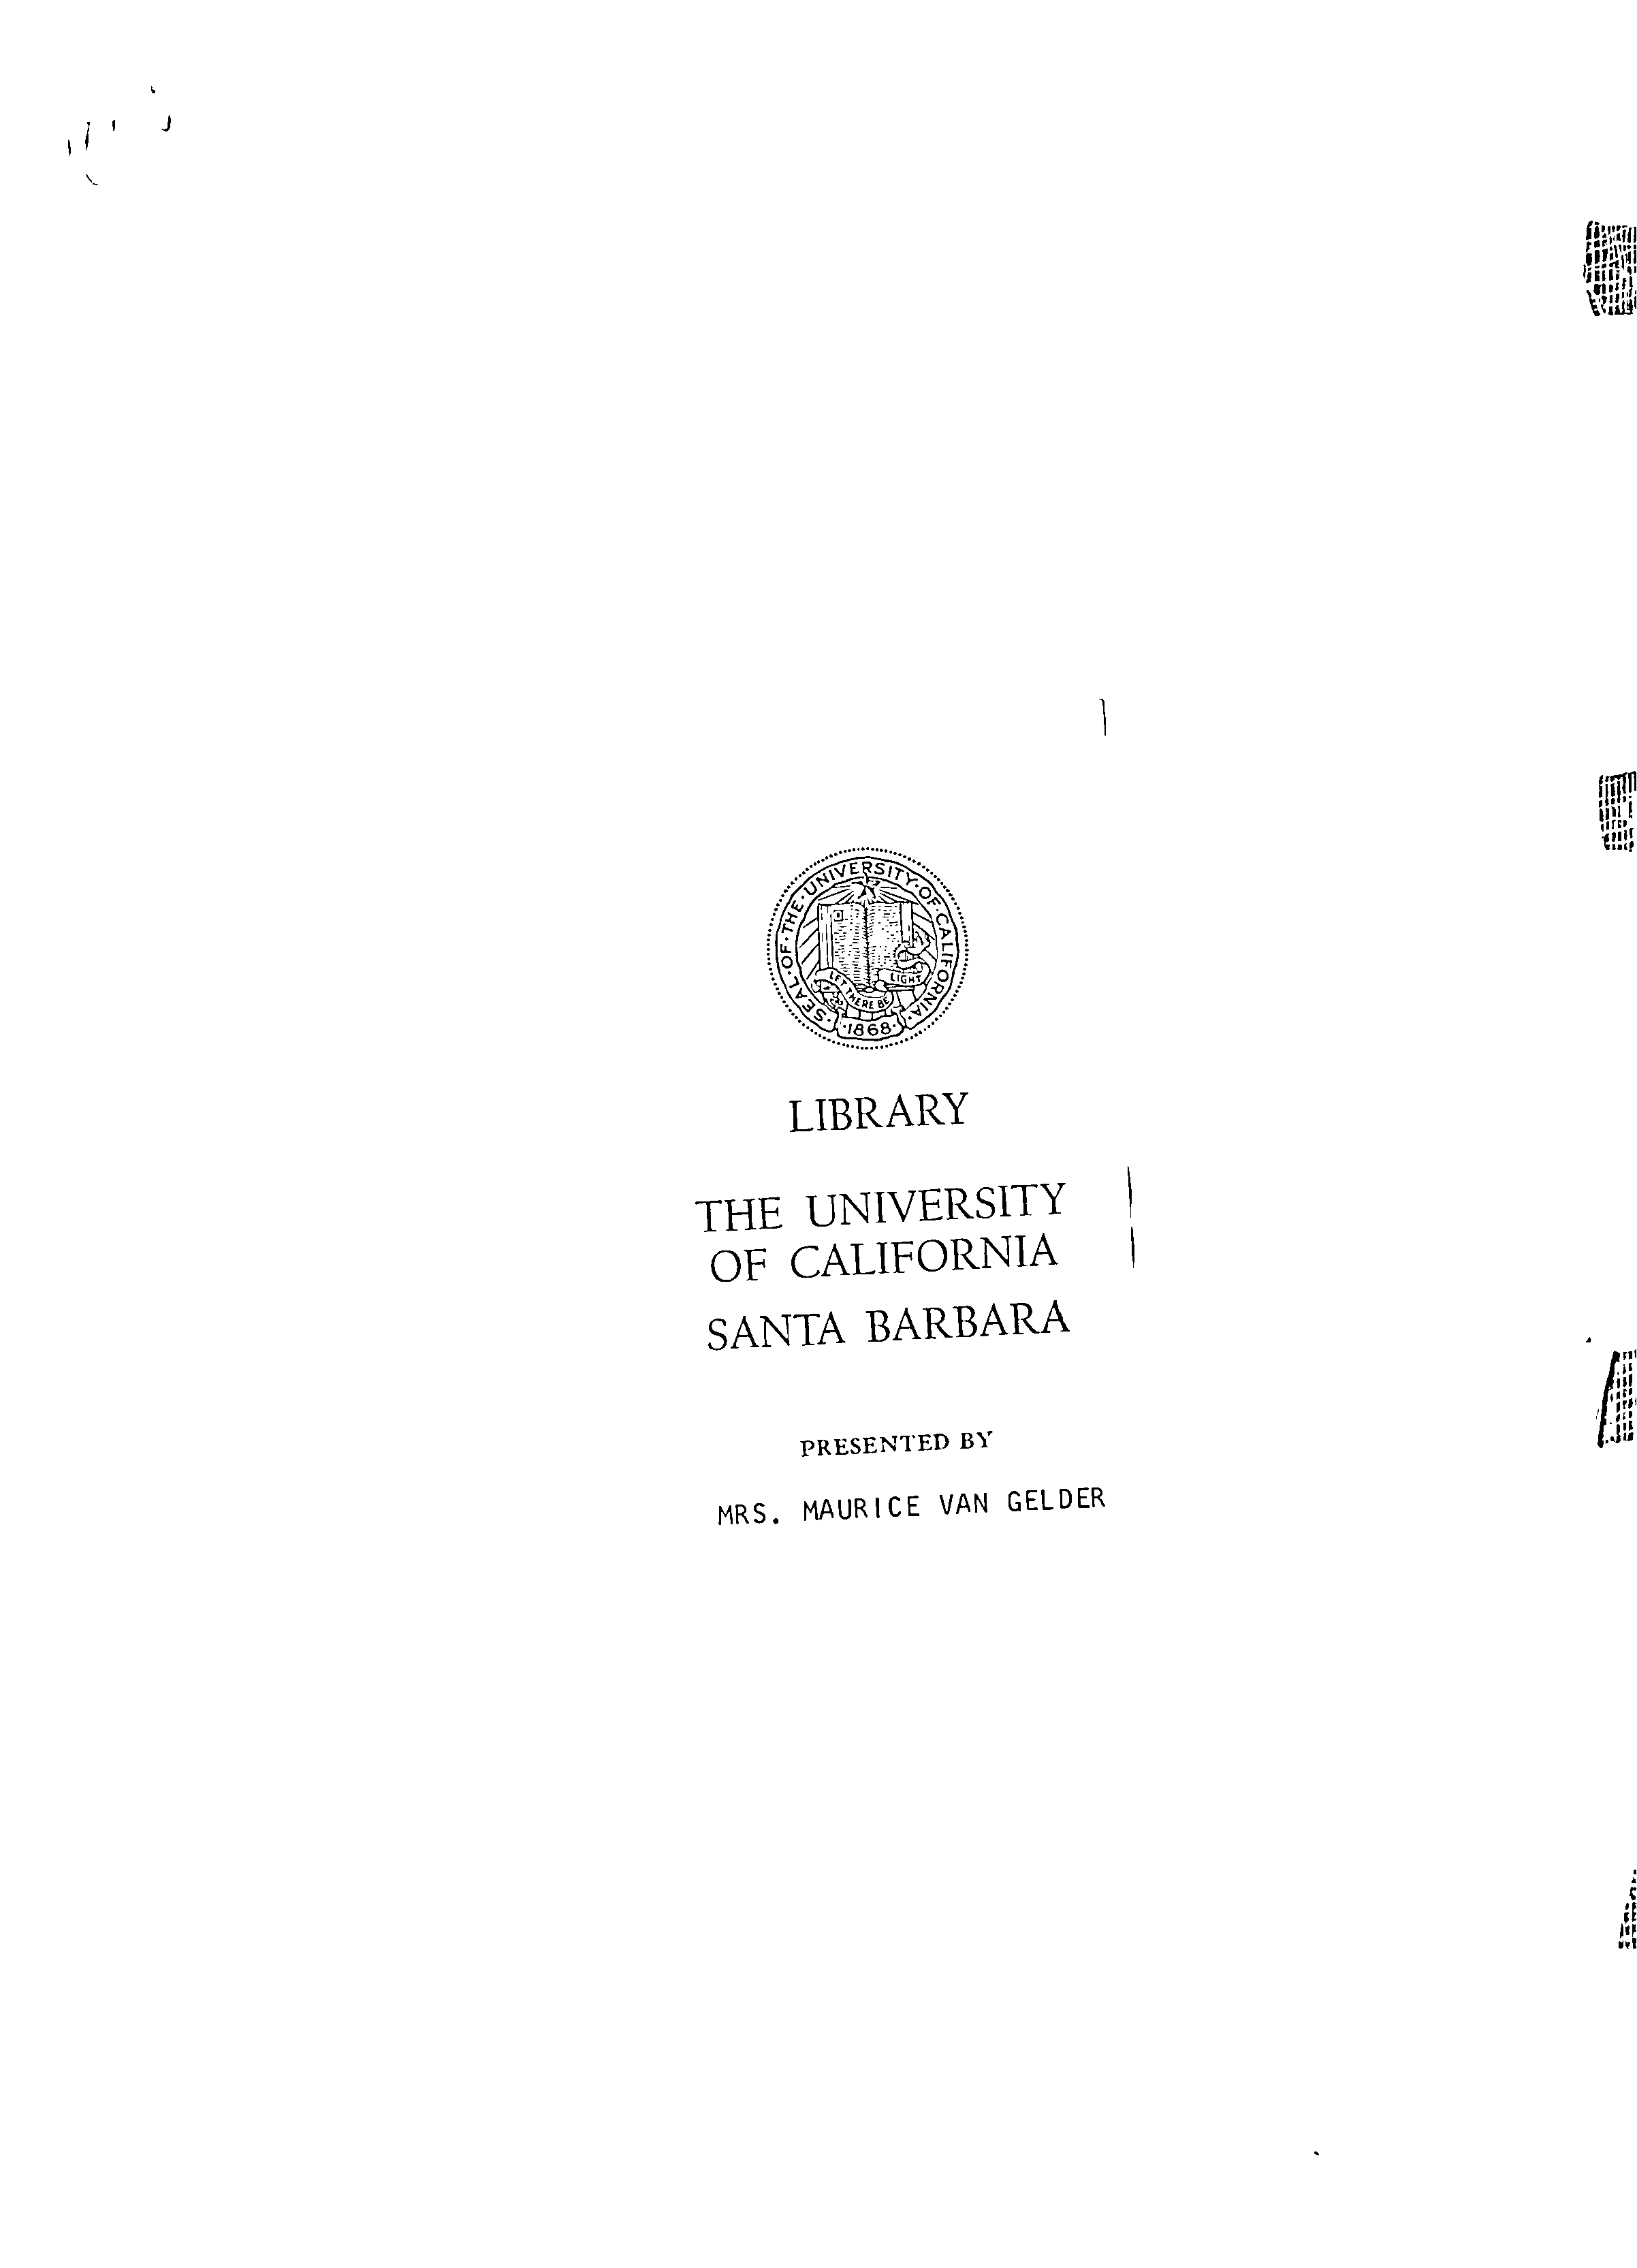 SEAL·OF·THE·UNIVERSITY·OF·CALIFORNIA·
LET THERE BE LIGHT
·1868·
LIBRARY
THE UNIVERSITY
OF CALIFORNIA
SANTA BARBARA
PRESENTED BY
MRS. MAURICE VAN GELDER